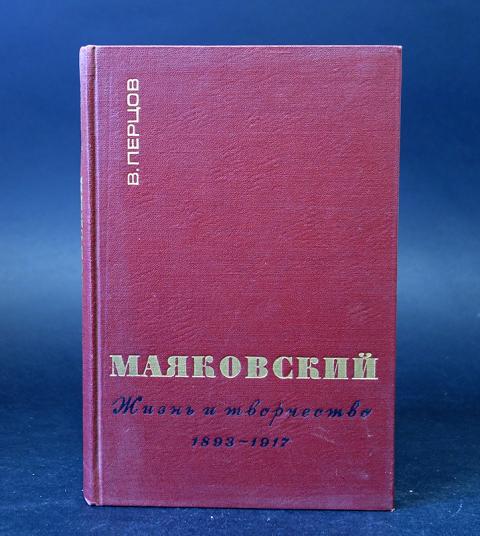 В. ПЕРЦОВ
МАЯКОВСКИЙ
Жизнь и творчество
1893–1917